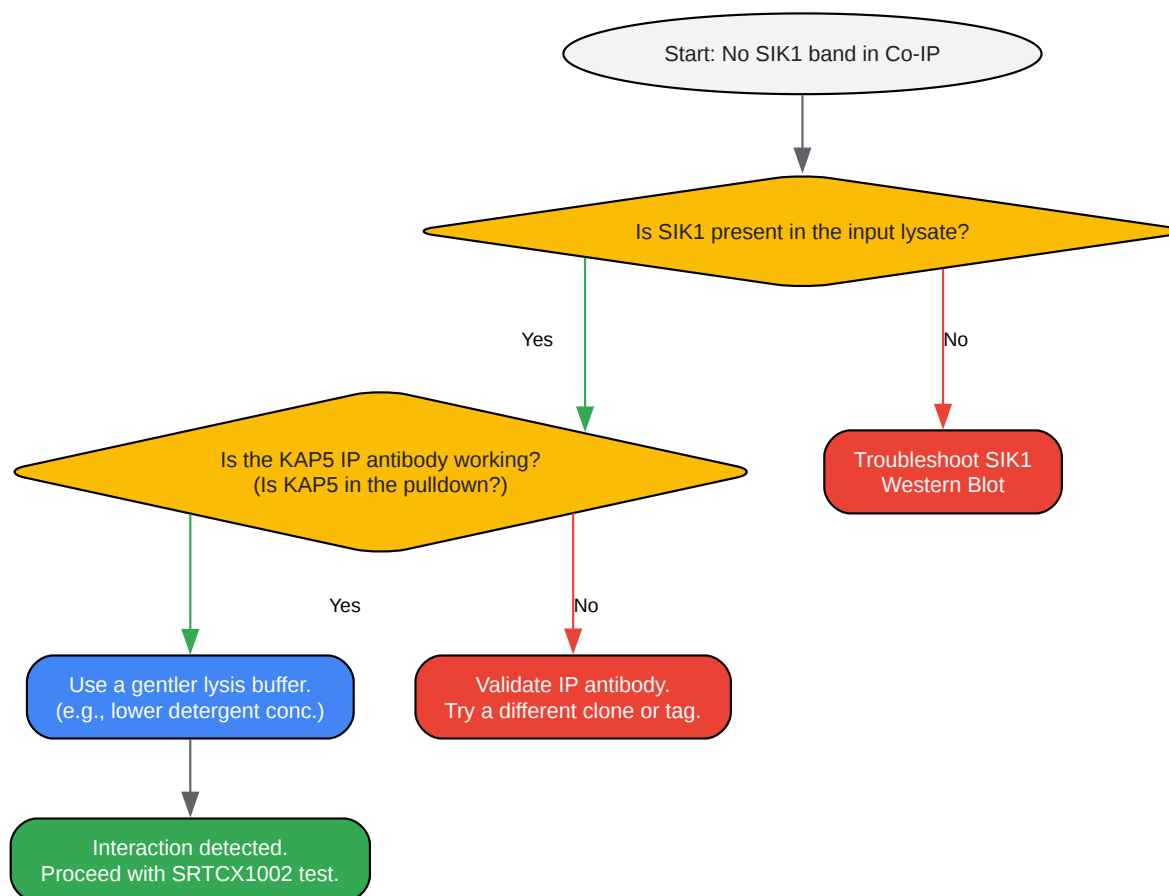 Start: No SIK1 band in Co-IP
Is SIK1 present in the input lysate?
Yes
No
Is the KAP5 IP antibody working?
(Is KAP5 in the pulldown?)
Troubleshoot SIK1
Western Blot
Yes
No
Use a gentler lysis buffer.
(e.g., lower detergent conc.)
Validate IP antibody.
Try a different clone or tag.
Interaction detected.
Proceed with SRTCX1002 test.